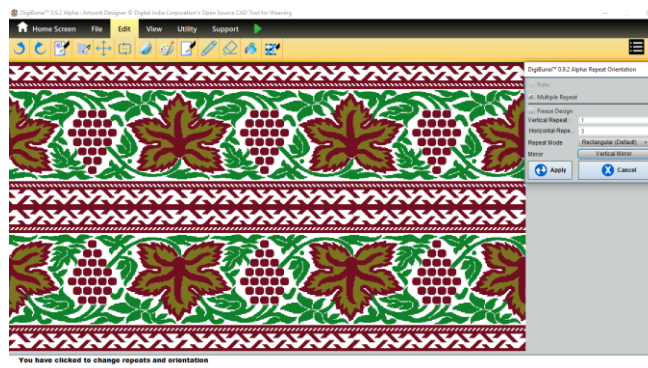 DigiBunai™ 0.9.2 Alpha : Artwork Designer © Digital India Corporation's Open Source CAD Tool for Weaving
Home Screen File Edit View Utility Support
DigiBunai™ 0.9.2 Alpha: Repeat Orientation
Ruler
Multiple Repeat
Freeze Design
Vertical Repeat : 1
Horizontal Repe... 3
Repeat Mode Rectangular (Default)
Mirror Vertical Mirror
Apply Cancel
You have clicked to change repeats and orientation